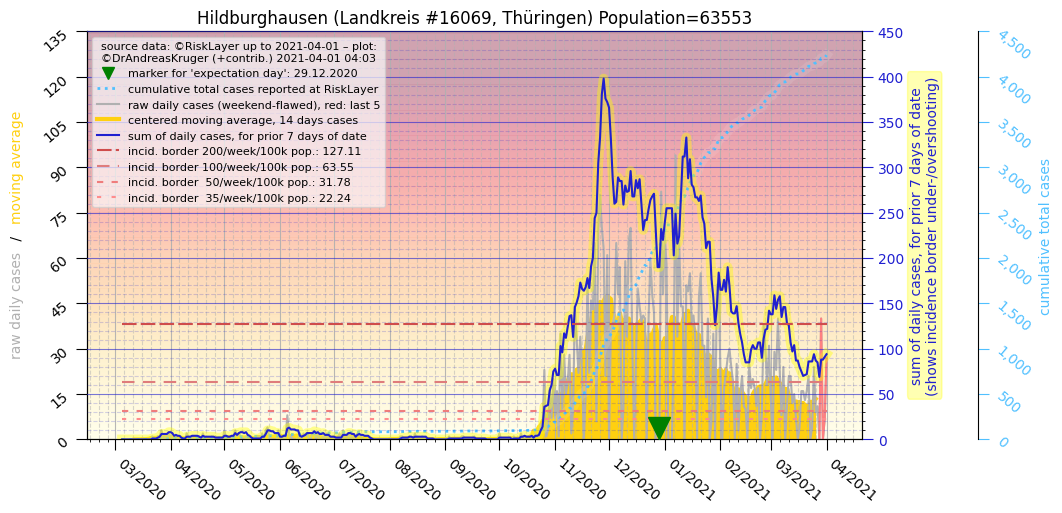 Hildburghausen (Landkreis #16069, Thüringen) Population=63553
source data: ©RiskLayer up to 2021-04-01 – plot:
©DrAndreasKruger (+contrib.) 2021-04-01 04:03
marker for 'expectation day': 29.12.2020
cumulative total cases reported at RiskLayer
raw daily cases (weekend-flawed), red: last 5
centered moving average, 14 days cases
sum of daily cases, for prior 7 days of date
incid. border 200/week/100k pop.: 127.11
incid. border 100/week/100k pop.: 63.55
incid. border  50/week/100k pop.: 31.78
incid. border  35/week/100k pop.: 22.24
raw daily cases  /  moving average
135
120
105
90
75
60
45
30
15
0
03/2020
04/2020
05/2020
06/2020
07/2020
08/2020
09/2020
10/2020
11/2020
12/2020
01/2021
02/2021
03/2021
04/2021
450
400
350
300
250
200
150
100
50
0
sum of daily cases, for prior 7 days of date
(shows incidence border under-/overshooting)
4,500
4,000
3,500
3,000
2,500
2,000
1,500
1,000
500
0
cumulative total cases